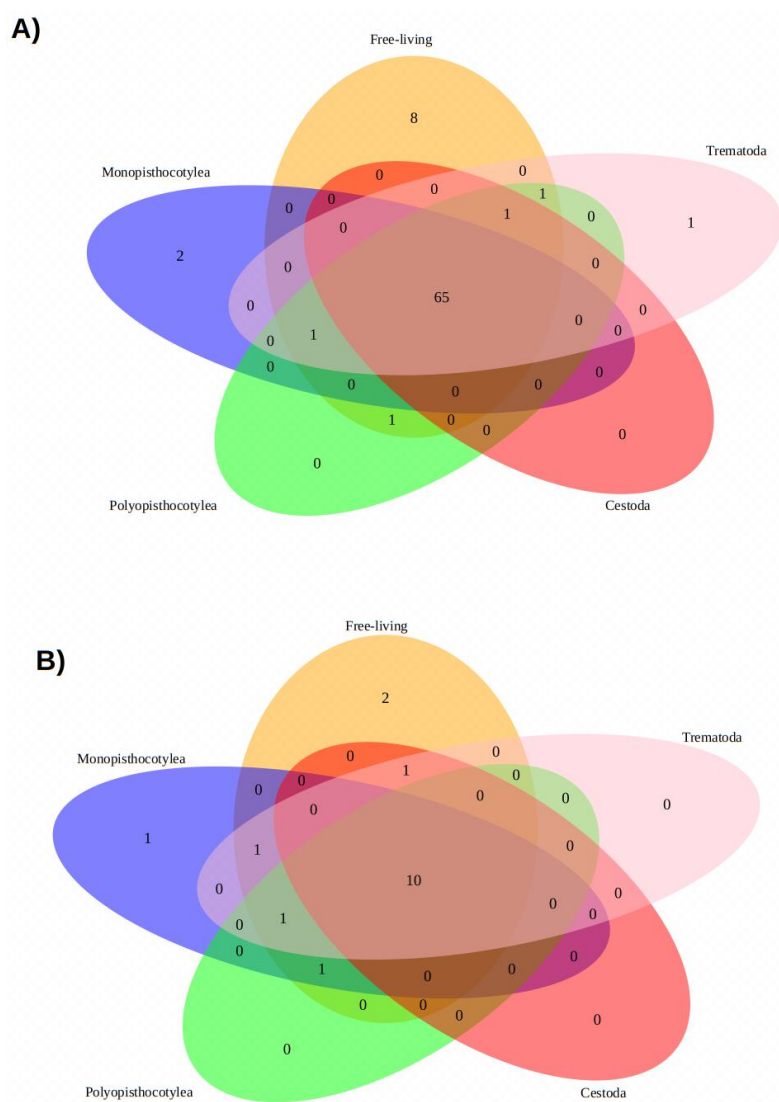 A)
Free-living
8
Monopisthocotylea
Trematoda
0 0 0
0 0 1
0 0 1 0
2 1
0 0
65
0 0
1 0 0
0
0 0 0 0
0
1 0 0
0 0
Polyopisthocotylea
Cestoda
B)
Free-living
2
Monopisthocotylea
Trematoda
0 0
0 0 1 0
0 0 0 0
1 0
1 0
10
0 0
0 1 0 0
0
1 0 0 0
0 0 0
0 0
Polyopisthocotylea
Cestoda